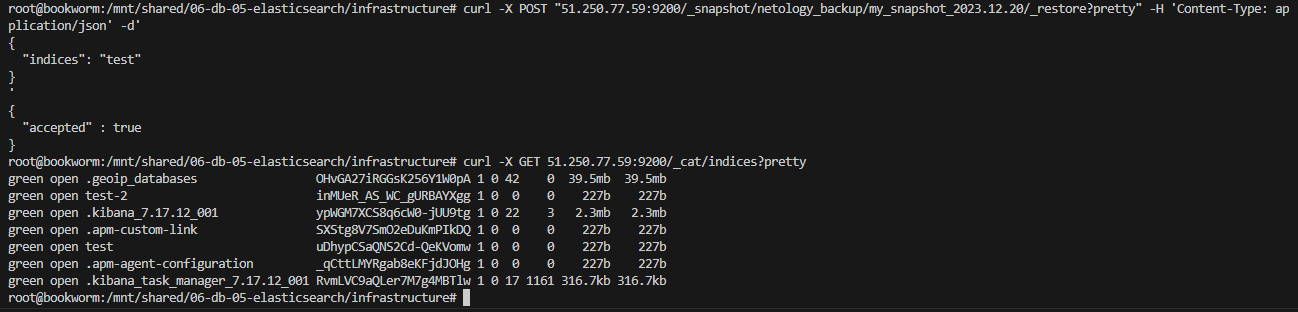 root@bookworm:/mnt/shared/06-db-05-elasticsearch/infrastructure# curl -X POST "51.250.77.59:9200/_snapshot/netology_backup/my_snapshot_2023.12.20/_restore?pretty" -H 'Content-Type: ap
plication/json' -d'
{
  "indices": "test"
}
'
{
  "accepted" : true
}
root@bookworm:/mnt/shared/06-db-05-elasticsearch/infrastructure# curl -X GET 51.250.77.59:9200/_cat/indices?pretty
green open .geoip_databases                 OHvGA27iRGGsK256Y1W0pA 1 0 42    0  39.5mb  39.5mb
green open test-2                           inMUeR_AS_WC_gURBAYXgg 1 0  0    0    227b    227b
green open .kibana_7.17.12_001              ypWGM7XCS8q6cW0-jUU9tg 1 0 22    3   2.3mb   2.3mb
green open .apm-custom-link                 SXStg8V7SmO2eDuKmPIkDQ 1 0  0    0    227b    227b
green open test                             uDhypCSaQNS2Cd-QeKVomw 1 0  0    0    227b    227b
green open .apm-agent-configuration         _qCttLMYRgab8eKFjdJOHg 1 0  0    0    227b    227b
green open .kibana_task_manager_7.17.12_001 RvmLVC9aQLer7M7g4MBTlw 1 0 17 1161 316.7kb 316.7kb
root@bookworm:/mnt/shared/06-db-05-elasticsearch/infrastructure#